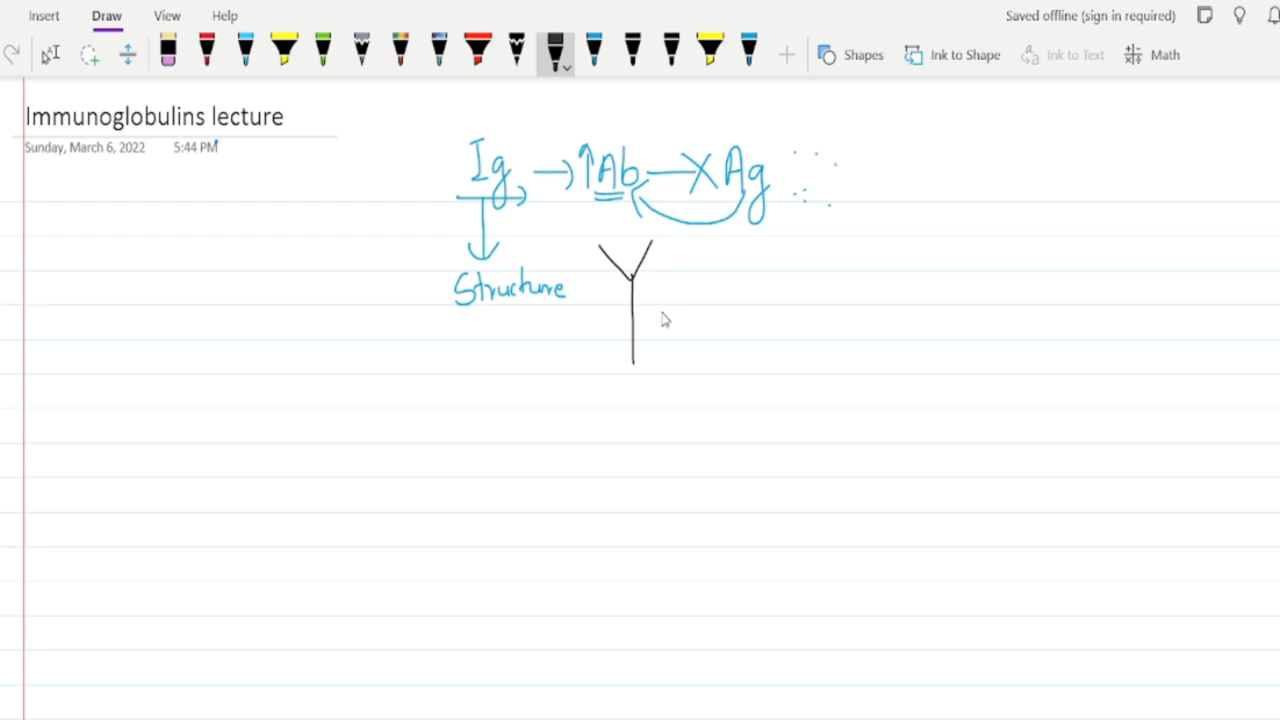 Insert Draw View Help Saved offline (sign in required)
Shapes Ink to Shape Ink to Text Math
Immunoglobulins lecture
Sunday, March 6, 2022 5:44 PM
Ig → ↑Ab — X Ag
Structure